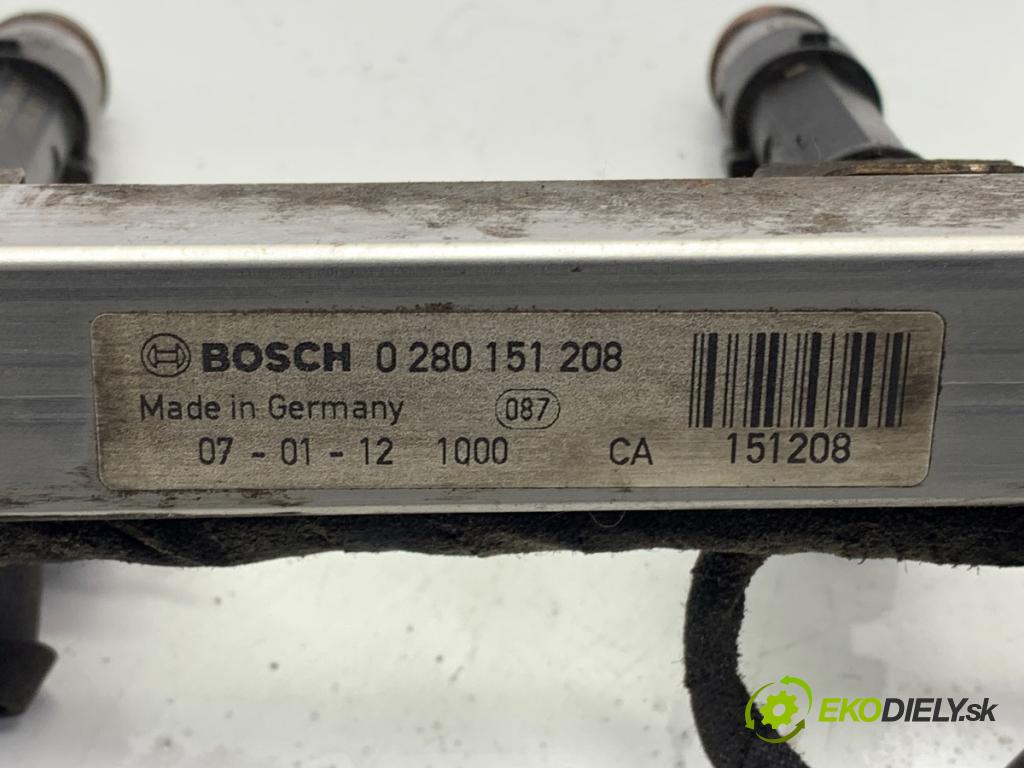 BOSCH 0 280 151 208
Made in Germany 087
07 - 01 - 12 1000 CA 151208
EKODIELY.sk